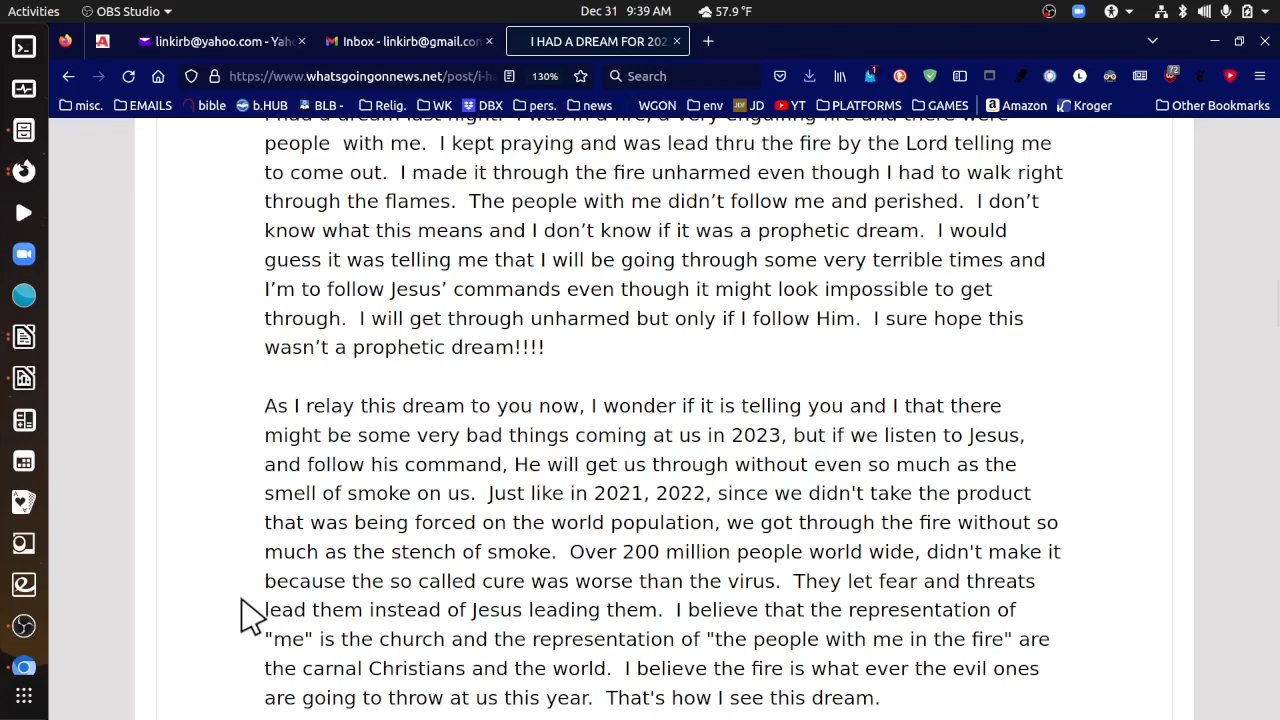 Activities OBS Studio Dec 31 9:39 AM 57.9 °F
linkirb@yahoo.com - Yah Inbox - linkirb@gmail.com I HAD A DREAM FOR 202
https://www.whatsgoingonnews.net/post/i-ha 130% Search 1 72
misc. EMAILS bible b.HUB BLB - Relig. WK DBX pers. news WGON env JD YT PLATFORMS GAMES Amazon Kroger Other Bookmarks
I had a dream last night. I was in a fire, a very engulfing fire and there were
people with me. I kept praying and was lead thru the fire by the Lord telling me
to come out. I made it through the fire unharmed even though I had to walk right
through the flames. The people with me didn’t follow me and perished. I don’t
know what this means and I don’t know if it was a prophetic dream. I would
guess it was telling me that I will be going through some very terrible times and
I’m to follow Jesus’ commands even though it might look impossible to get
through. I will get through unharmed but only if I follow Him. I sure hope this
wasn’t a prophetic dream!!!!
As I relay this dream to you now, I wonder if it is telling you and I that there
might be some very bad things coming at us in 2023, but if we listen to Jesus,
and follow his command, He will get us through without even so much as the
smell of smoke on us. Just like in 2021, 2022, since we didn't take the product
that was being forced on the world population, we got through the fire without so
much as the stench of smoke. Over 200 million people world wide, didn't make it
because the so called cure was worse than the virus. They let fear and threats
lead them instead of Jesus leading them. I believe that the representation of
"me" is the church and the representation of "the people with me in the fire" are
the carnal Christians and the world. I believe the fire is what ever the evil ones
are going to throw at us this year. That's how I see this dream.